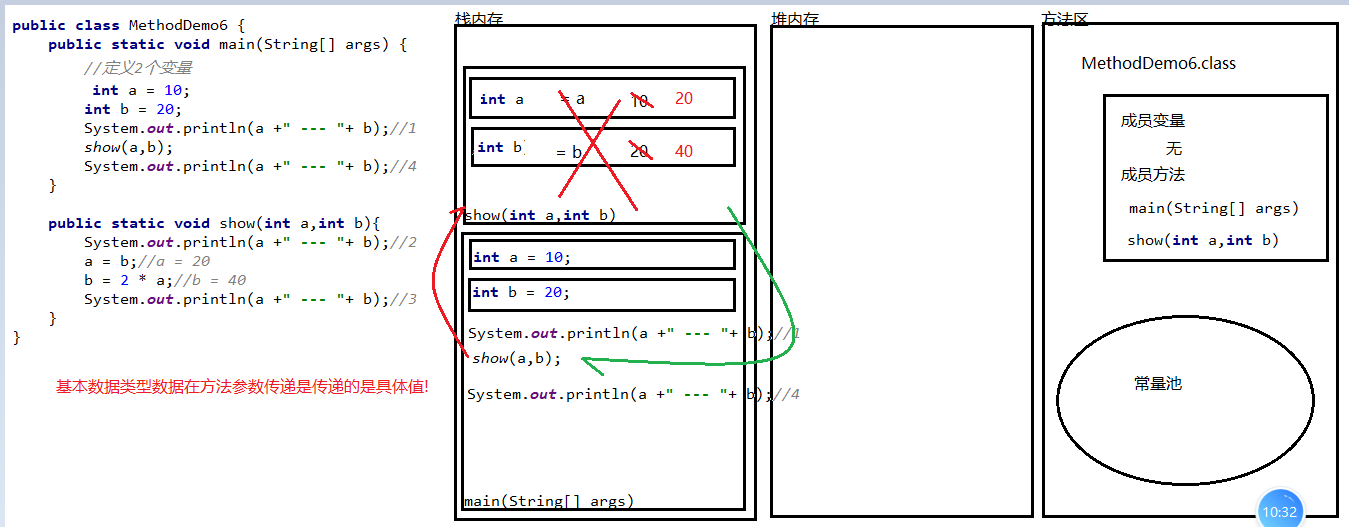 public class MethodDemo6 {
public static void main(String[] args) {
//定义2个变量
int a = 10;
int b = 20;
System.out.println(a +" --- "+ b);//1
show(a,b);
System.out.println(a +" --- "+ b);//4
}
public static void show(int a,int b){
System.out.println(a +" --- "+ b);//2
a = b;//a = 20
b = 2 * a;//b = 40
System.out.println(a +" --- "+ b);//3
}
}
基本数据类型数据在方法参数传递是传递的是具体值!
栈内存
int a = a 10 20
int b = b 20 40
show(int a,int b)
int a = 10;
int b = 20;
System.out.println(a +" --- "+ b);//1
show(a,b);
System.out.println(a +" --- "+ b);//4
main(String[] args)
堆内存
方法区
MethodDemo6.class
成员变量
无
成员方法
main(String[] args)
show(int a,int b)
常量池
10:32